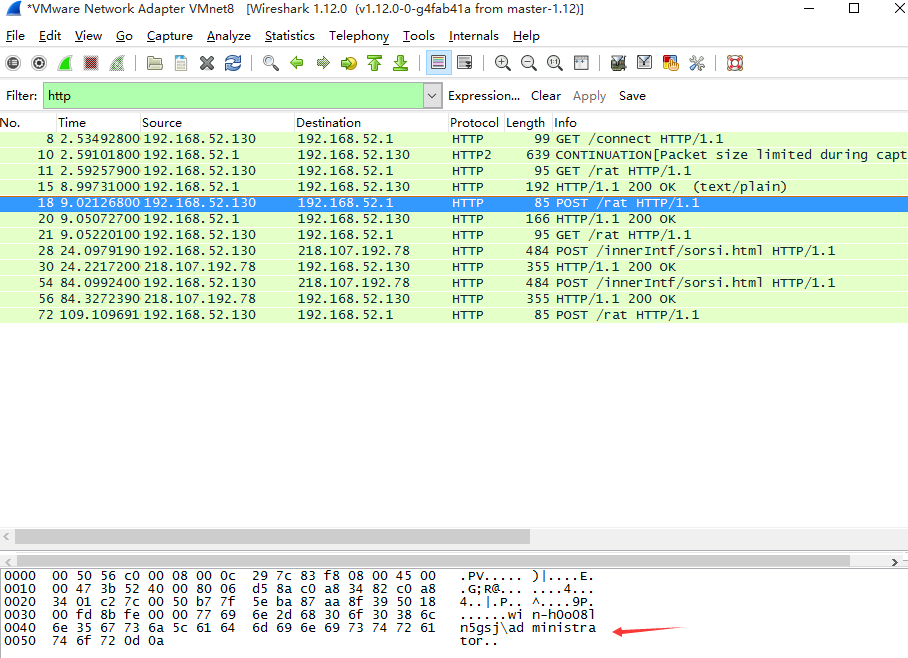 *VMware Network Adapter VMnet8 [Wireshark 1.12.0 (v1.12.0-0-g4fab41a from master-1.12)]
File Edit View Go Capture Analyze Statistics Telephony Tools Internals Help
Filter: http Expression... Clear Apply Save
No. Time Source Destination Protocol Length Info
8 2.53492800 192.168.52.130 192.168.52.1 HTTP 99 GET /connect HTTP/1.1
10 2.59101800 192.168.52.1 192.168.52.130 HTTP2 639 CONTINUATION[Packet size limited during capt
11 2.59257900 192.168.52.130 192.168.52.1 HTTP 95 GET /rat HTTP/1.1
15 8.99731000 192.168.52.1 192.168.52.130 HTTP 192 HTTP/1.1 200 OK (text/plain)
18 9.02126800 192.168.52.130 192.168.52.1 HTTP 85 POST /rat HTTP/1.1
20 9.05072700 192.168.52.1 192.168.52.130 HTTP 166 HTTP/1.1 200 OK
21 9.05220100 192.168.52.130 192.168.52.1 HTTP 95 GET /rat HTTP/1.1
28 24.0979190 192.168.52.130 218.107.192.78 HTTP 484 POST /innerIntf/sorsi.html HTTP/1.1
30 24.2217200 218.107.192.78 192.168.52.130 HTTP 355 HTTP/1.1 200 OK
54 84.0992400 192.168.52.130 218.107.192.78 HTTP 484 POST /innerIntf/sorsi.html HTTP/1.1
56 84.3272390 218.107.192.78 192.168.52.130 HTTP 355 HTTP/1.1 200 OK
72 109.109691 192.168.52.130 192.168.52.1 HTTP 85 POST /rat HTTP/1.1
0000 00 50 56 c0 00 08 00 0c 29 7c 83 f8 08 00 45 00 .PV..... )|....E.
0010 00 47 3b 52 40 00 80 06 d5 8a c0 a8 34 82 c0 a8 .G;R@... ....4...
0020 34 01 c2 7c 00 50 b7 7f 5e ba 87 aa 8f 39 50 18 4..|.P.. ^....9P.
0030 00 fd 8b fe 00 00 77 69 6e 2d 68 30 6f 30 38 6c ......wi n-h0o08l
0040 6e 35 67 73 6a 5c 61 64 6d 69 6e 69 73 74 72 61 n5gsj\ad ministra
0050 74 6f 72 0d 0a tor..